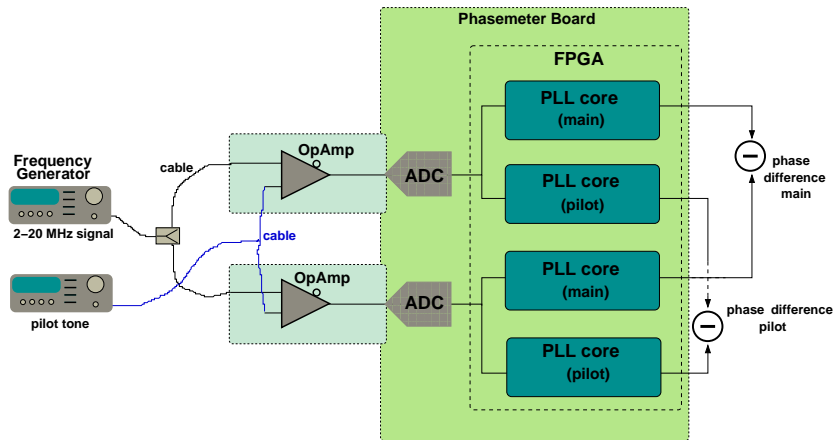 Phasemeter Board
FPGA
PLL core
(main)
OpAmp
cable
ADC
Frequency
Generator
2–20 MHz signal
PLL core
(pilot)
phase
difference
main
cable
PLL core
(main)
OpAmp
ADC
pilot tone
phase difference
pilot
PLL core
(pilot)